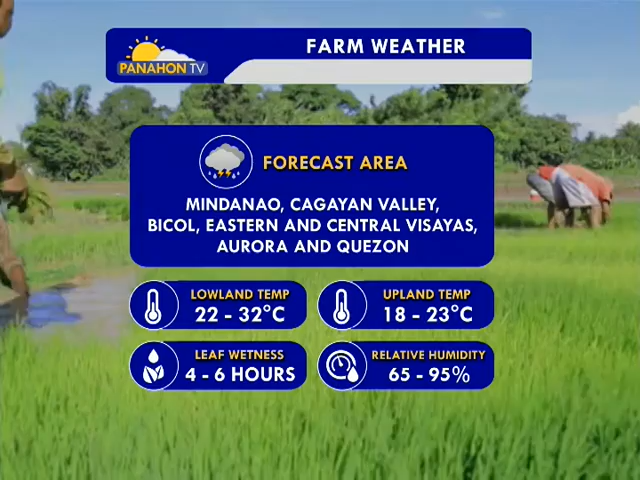 PANAHON TV
FARM WEATHER
FORECAST AREA
MINDANAO, CAGAYAN VALLEY,
BICOL, EASTERN AND CENTRAL VISAYAS,
AURORA AND QUEZON
LOWLAND TEMP
22 - 32°C
UPLAND TEMP
18 - 23°C
LEAF WETNESS
4 - 6 HOURS
RELATIVE HUMIDITY
65 - 95%